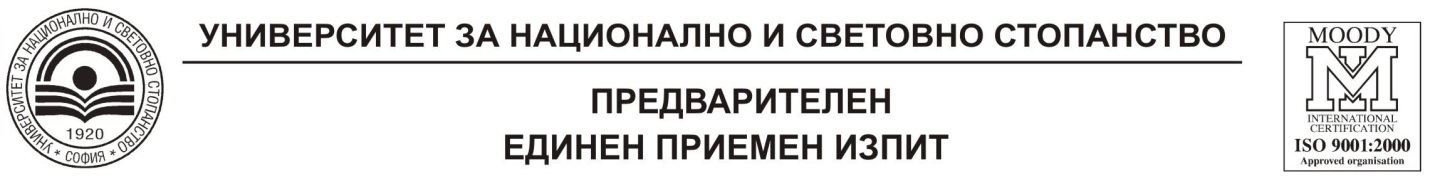 УНИВЕРСИТЕТ ЗА НАЦИОНАЛНО И СВЕТОВНО СТОПАНСТВО
1920
* СОФИЯ *
УНИВЕРСИТЕТ ЗА НАЦИОНАЛНО И СВЕТОВНО СТОПАНСТВО
ПРЕДВАРИТЕЛЕН
ЕДИНЕН ПРИЕМЕН ИЗПИТ
MOODY
M
INTERNATIONAL
CERTIFICATION
ISO 9001:2000
Approved organisation